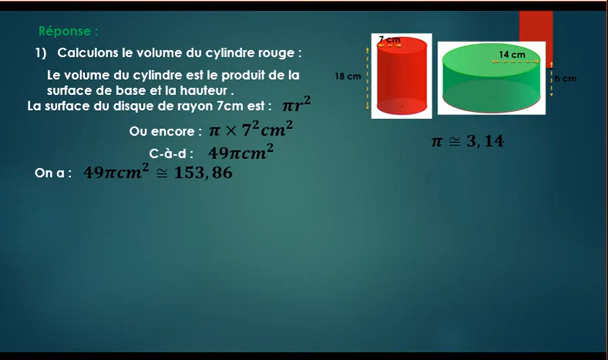 Réponse :
1) Calculons le volume du cylindre rouge :
Le volume du cylindre est le produit de la
surface de base et la hauteur .
La surface du disque de rayon 7cm est : πr²
Ou encore : π × 7²cm²
C-à-d : 49πcm²
On a : 49πcm² ≅ 153,86
7 cm
18 cm
14 cm
h cm
π ≅ 3,14